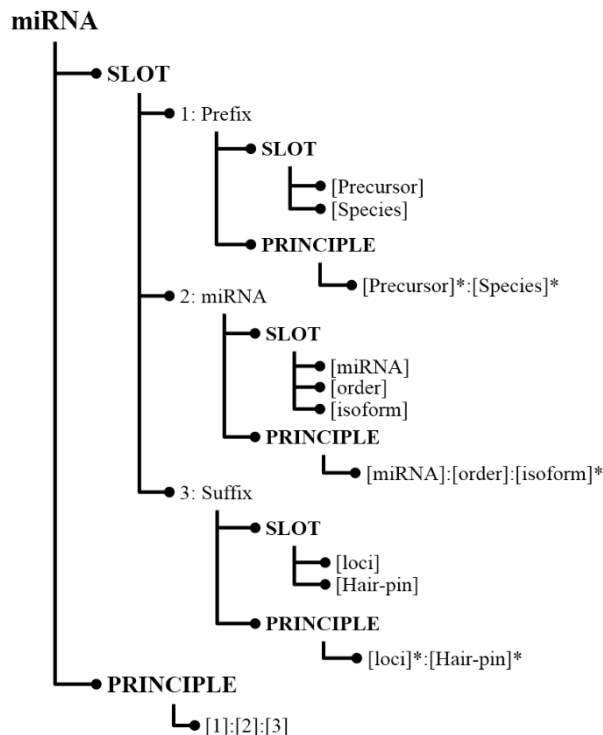 miRNA
SLOT
1: Prefix
SLOT
[Precursor]
[Species]
PRINCIPLE
[Precursor]*:[Species]*
2: miRNA
SLOT
[miRNA]
[order]
[isoform]
PRINCIPLE
[miRNA]:[order]:[isoform]*
3: Suffix
SLOT
[loci]
[Hair-pin]
PRINCIPLE
[loci]*:[Hair-pin]*
PRINCIPLE
[1]:[2]:[3]